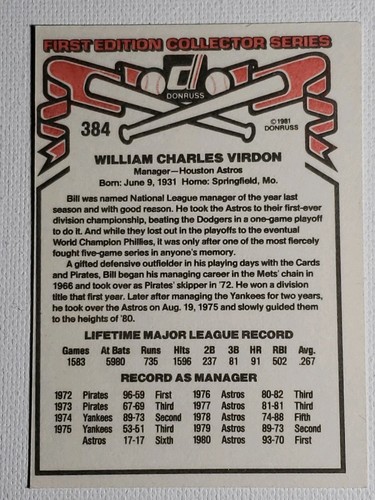 FIRST EDITION COLLECTOR SERIES
DONRUSS
384
© 1981
DONRUSS
WILLIAM CHARLES VIRDON
Manager—Houston Astros
Born: June 9, 1931 Home: Springfield, Mo.
Bill was named National League manager of the year last
season and with good reason. He took the Astros to their first-ever
division championship, beating the Dodgers in a one-game playoff
to do it. And while they lost out in the playoffs to the eventual
World Champion Phillies, it was only after one of the most fiercely
fought five-game series in anyone's memory.
A gifted defensive outfielder in his playing days with the Cards
and Pirates, Bill began his managing career in the Mets' chain in
1966 and took over as Pirates' skipper in '72. He won a division
title that first year. Later after managing the Yankees for two years,
he took over the Astros on Aug. 19, 1975 and slowly guided them
to the heights of '80.
LIFETIME MAJOR LEAGUE RECORD
Games At Bats Runs Hits 2B 3B HR RBI Avg.
1583 5980 735 1596 237 81 91 502 .267
RECORD AS MANAGER
1972 Pirates 96-59 First 1976 Astros 80-82 Third
1973 Pirates 67-69 Third 1977 Astros 81-81 Third
1974 Yankees 89-73 Second 1978 Astros 74-88 Fifth
1975 Yankees 53-51 Third 1979 Astros 89-73 Second
Astros 17-17 Sixth 1980 Astros 93-70 First